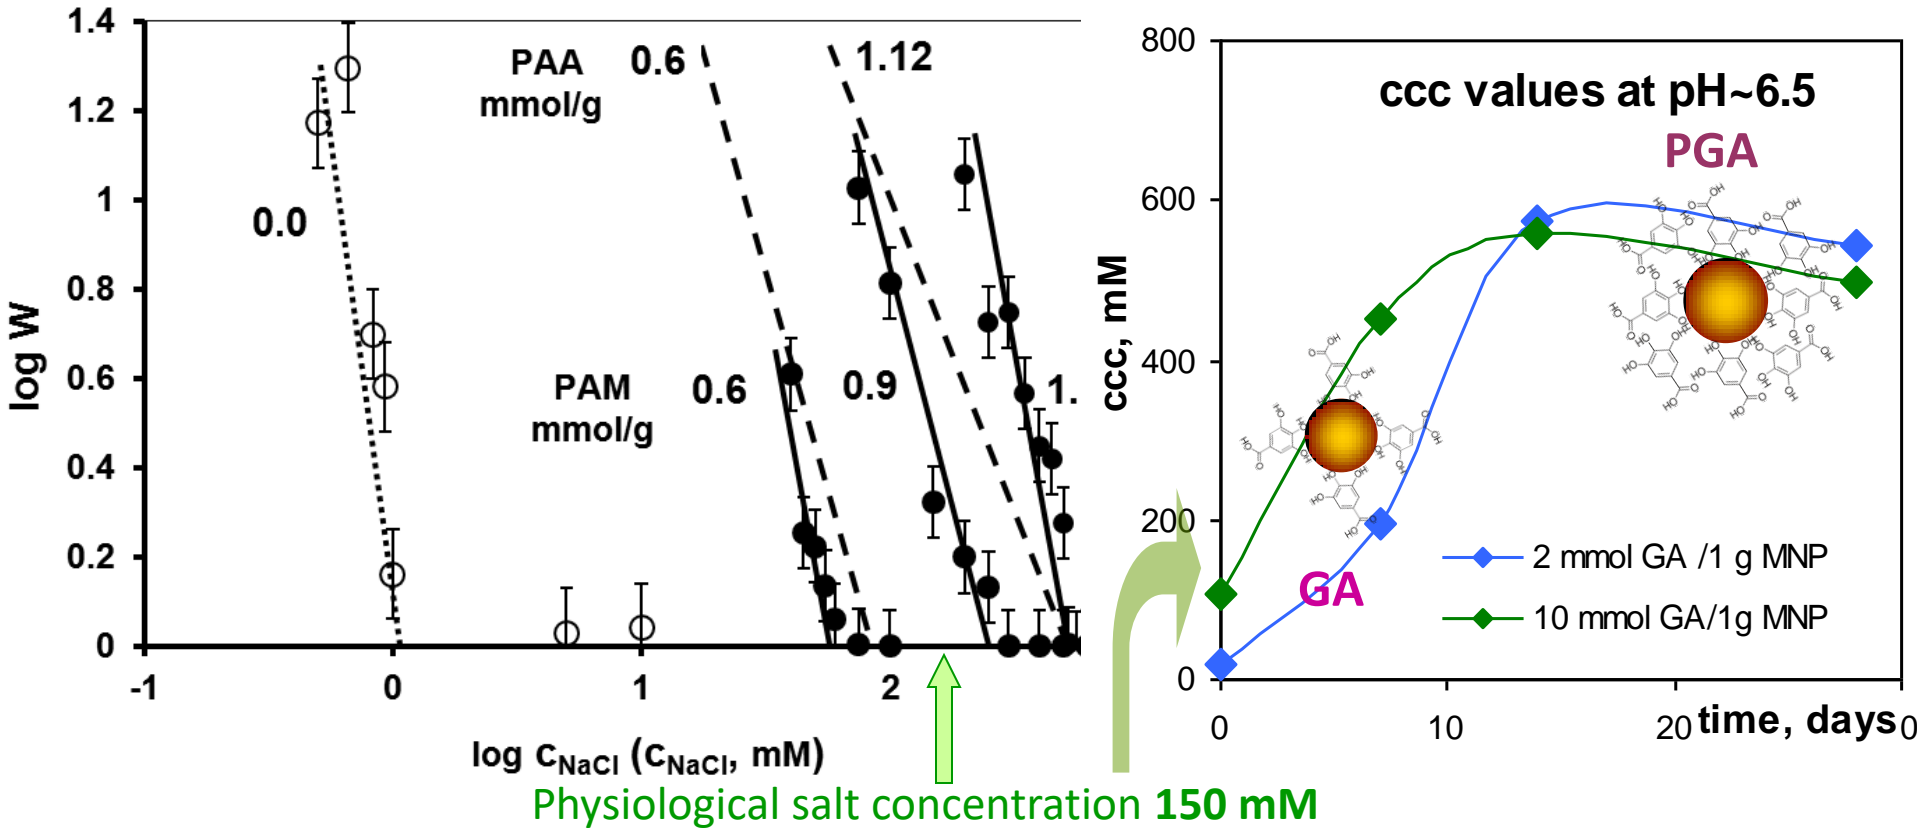 1.4
1.2
1
0.8
0.6
0.4
0.2
0
log W
-1
0
1
2
log cNaCl (cNaCl, mM)
PAA
mmol/g
0.6
1.12
0.0
PAM
mmol/g
0.6
0.9
1.
Physiological salt concentration 150 mM
800
600
400
200
0
ccc, mM
ccc values at pH~6.5
PGA
GA
2 mmol GA /1 g MNP
10 mmol GA/1g MNP
0
10
20
time, days
0